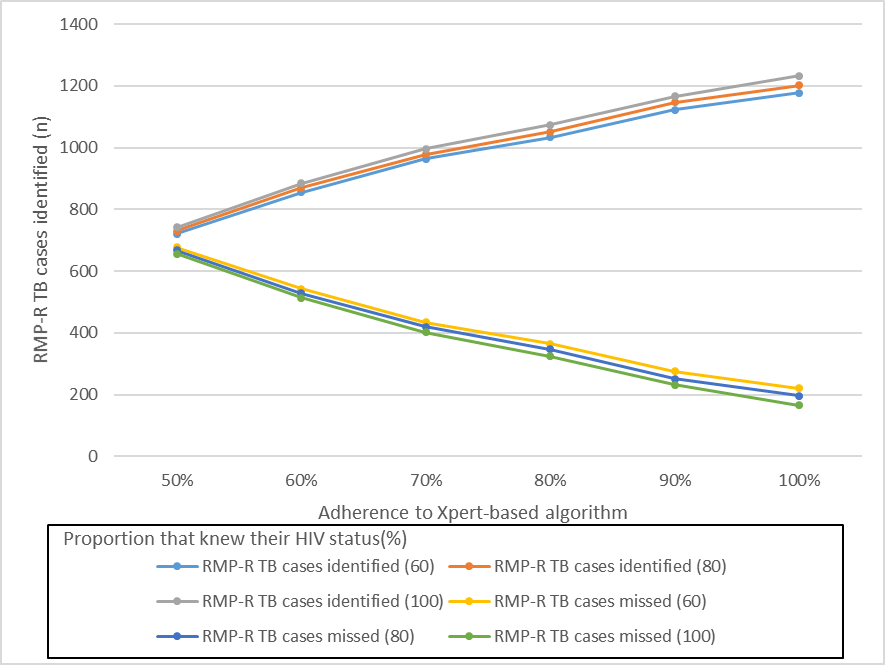 1400
1200
1000
800
600
400
200
0
RMP-R TB cases identified (n)
50% 60% 70% 80% 90% 100%
Adherence to Xpert-based algorithm
Proportion that knew their HIV status(%)
RMP-R TB cases identified (60) RMP-R TB cases identified (80)
RMP-R TB cases identified (100) RMP-R TB cases missed (60)
RMP-R TB cases missed (80) RMP-R TB cases missed (100)